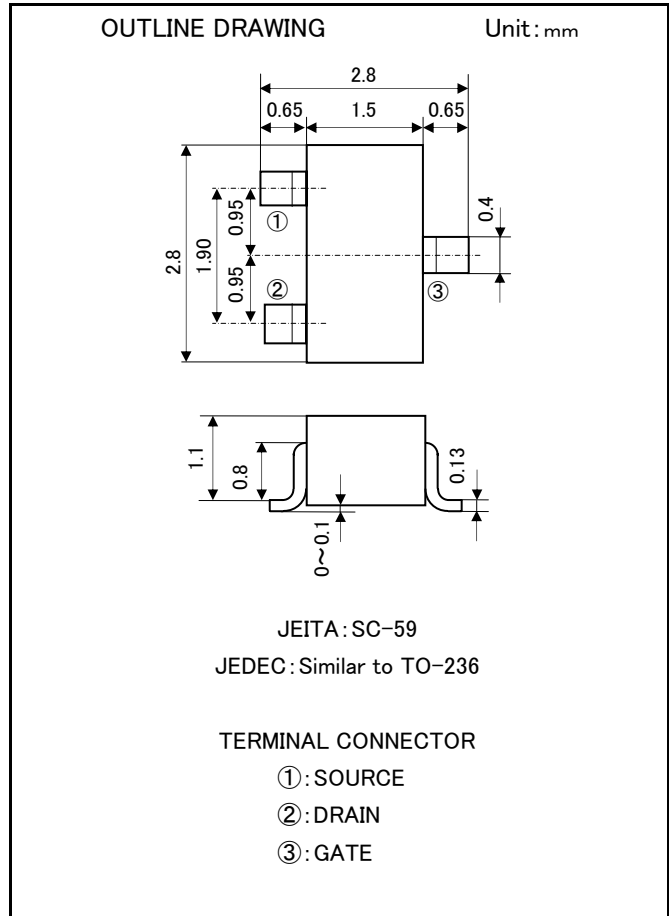 OUTLINE DRAWING Unit:mm
2.8
0.65 1.5 0.65
2.8
1.90
0.95
0.95
①
②
③
0.4
1.1
0.8
0~0.1
0.13
JEITA:SC-59
JEDEC:Similar to TO-236
TERMINAL CONNECTOR
①:SOURCE
②:DRAIN
③:GATE